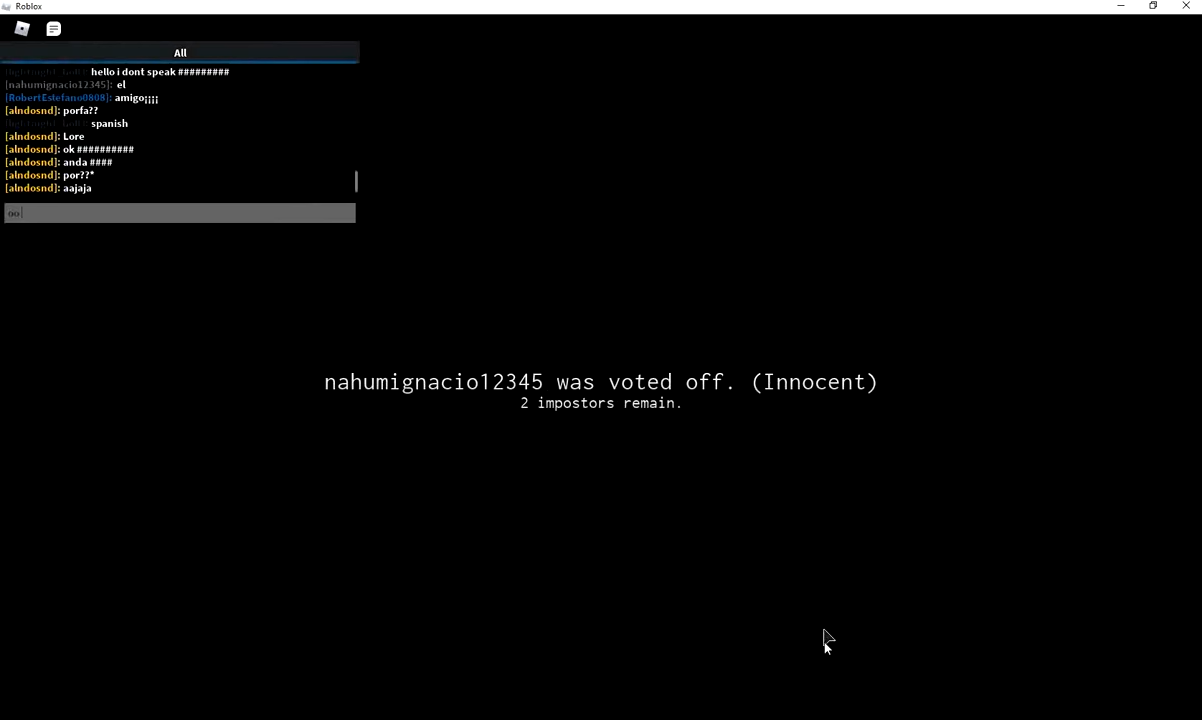 Roblox
All
hello i dont speak #########
[nahumignacio12345]: el
[RobertEstefano0808]: amigo¡¡¡¡
[alndosnd]: porfa??
spanish
[alndosnd]: Lore
[alndosnd]: ok ##########
[alndosnd]: anda ####
[alndosnd]: por??*
[alndosnd]: aajaja
oo
nahumignacio12345 was voted off. (Innocent)
2 impostors remain.